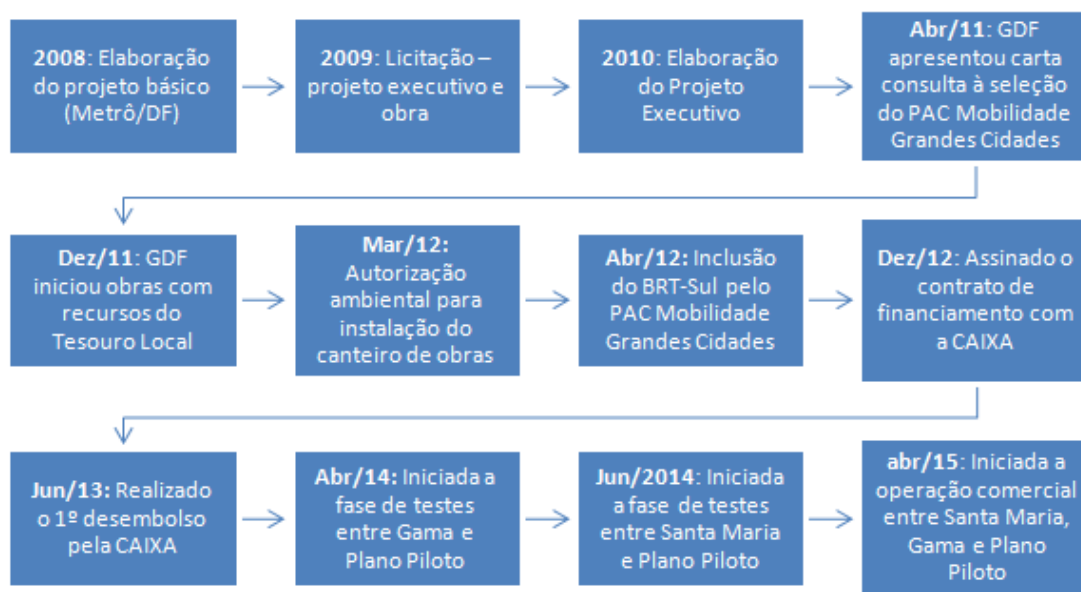 2008: Elaboração
do projeto básico
(Metrô/DF)
2009: Licitação –
projeto executivo e
obra
2010: Elaboração
do Projeto
Executivo
Abr/11: GDF
apresentou carta
consulta à seleção
do PAC Mobilidade
Grandes Cidades
Dez/11: GDF
iniciou obras com
recursos do
Tesouro Local
Mar/12:
Autorização
ambiental para
instalação do
canteiro de obras
Abr/12: Inclusão
do BRT-Sul pelo
PAC Mobilidade
Grandes Cidades
Dez/12: Assinado o
contrato de
financiamento com
a CAIXA
Jun/13: Realizado
o 1º desembolso
pela CAIXA
Abr/14: Iniciada a
fase de testes
entre Gama e
Plano Piloto
Jun/2014: Iniciada
a fase de testes
entre Santa Maria
e Plano Piloto
abr/15: Iniciada a
operação comercial
entre Santa Maria,
Gama e Plano
Piloto